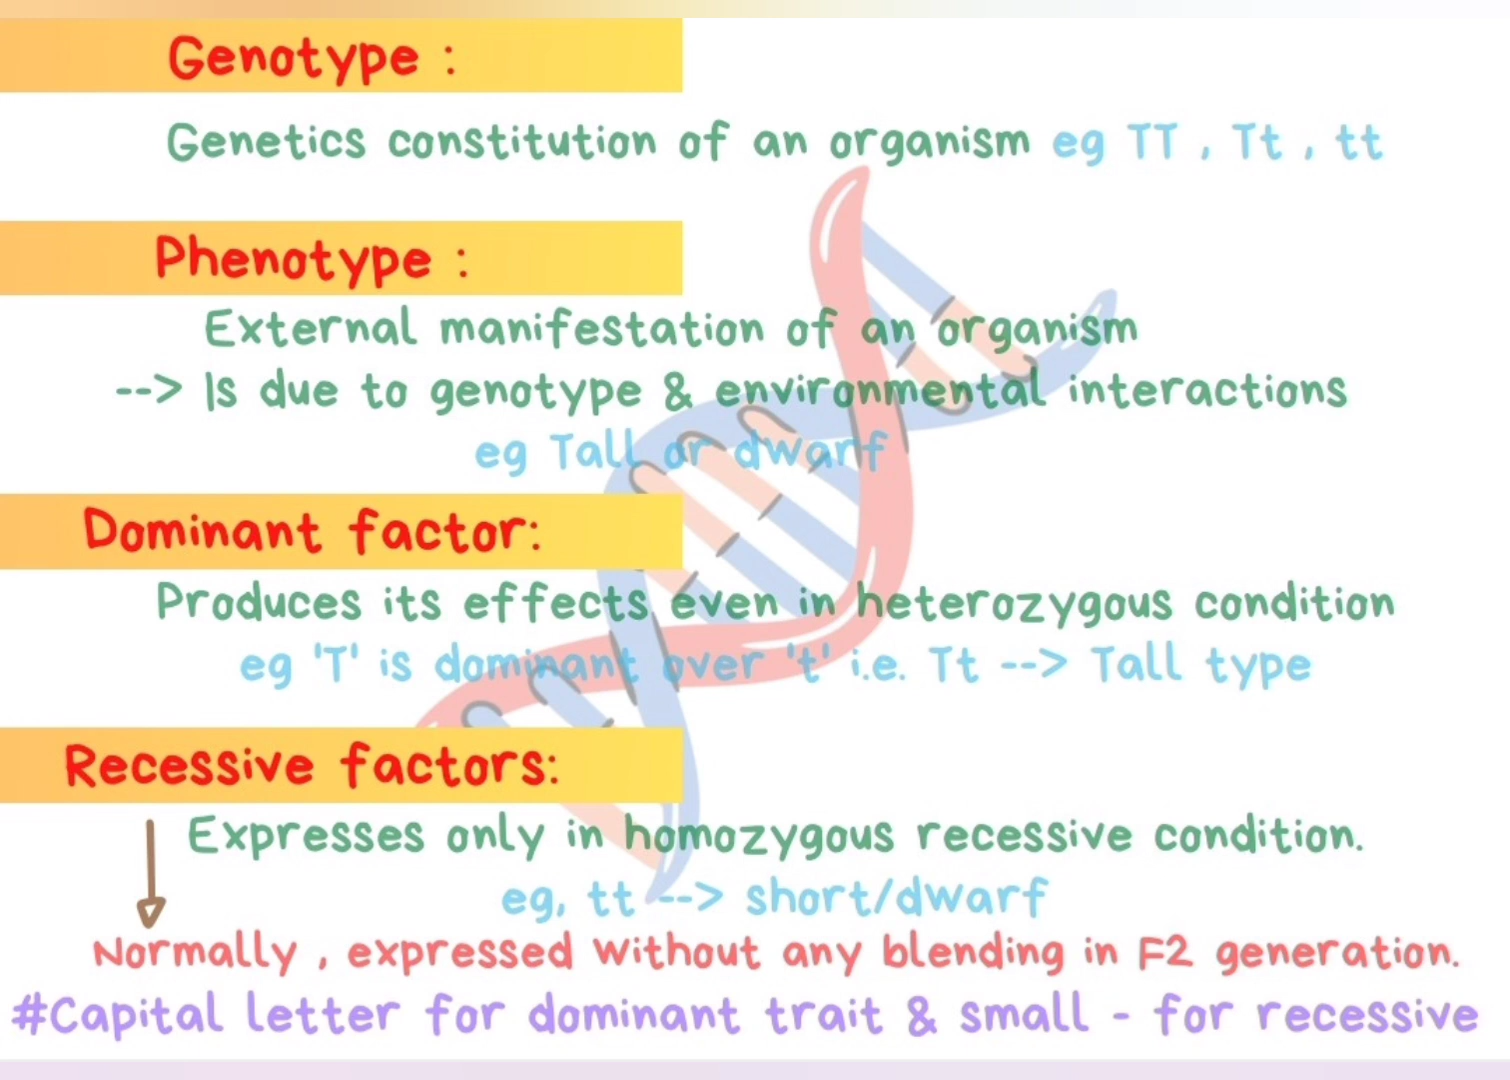 Genotype :
Genetics constitution of an organism eg TT , Tt , tt
Phenotype :
External manifestation of an organism
--> Is due to genotype & environmental interactions
eg Tall or dwarf
Dominant factor:
Produces its effects even in heterozygous condition
eg 'T' is dominant over 't' i.e. Tt --> Tall type
Recessive factors:
Expresses only in homozygous recessive condition.
eg, tt --> short/dwarf
Normally , expressed without any blending in F2 generation.
#Capital letter for dominant trait & small - for recessive